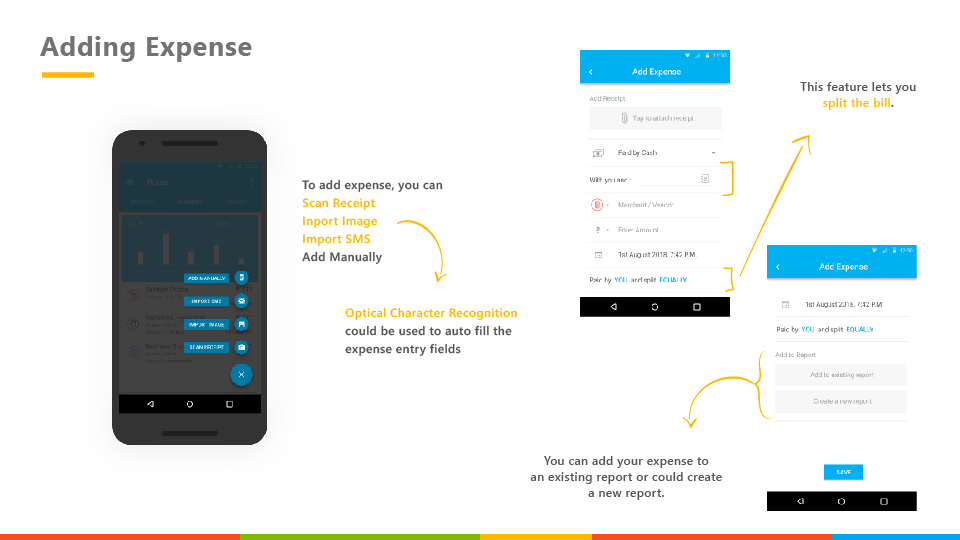 Adding Expense
Home
ADD MANUALLY
IMPORT SMS
IMPORT IMAGE
SCAN RECEIPT
To add expense, you can
Scan Receipt
Inport Image
Import SMS
Add Manually
Optical Character Recognition
could be used to auto fill the
expense entry fields
12:30
Add Expense
Add Receipt
Tap to attach receipt
Paid by Cash
With you and :
Merchant / Vendor
Enter Amount
1st August 2018, 7:42 P.M.
Paid by YOU and split EQUALLY
This feature lets you
split the bill.
12:30
Add Expense
1st August 2018, 7:42 P.M.
Paid by YOU and split EQUALLY
Add to Report
Add to existing report
Create a new report
SAVE
You can add your expense to
an existing report or could create
a new report.